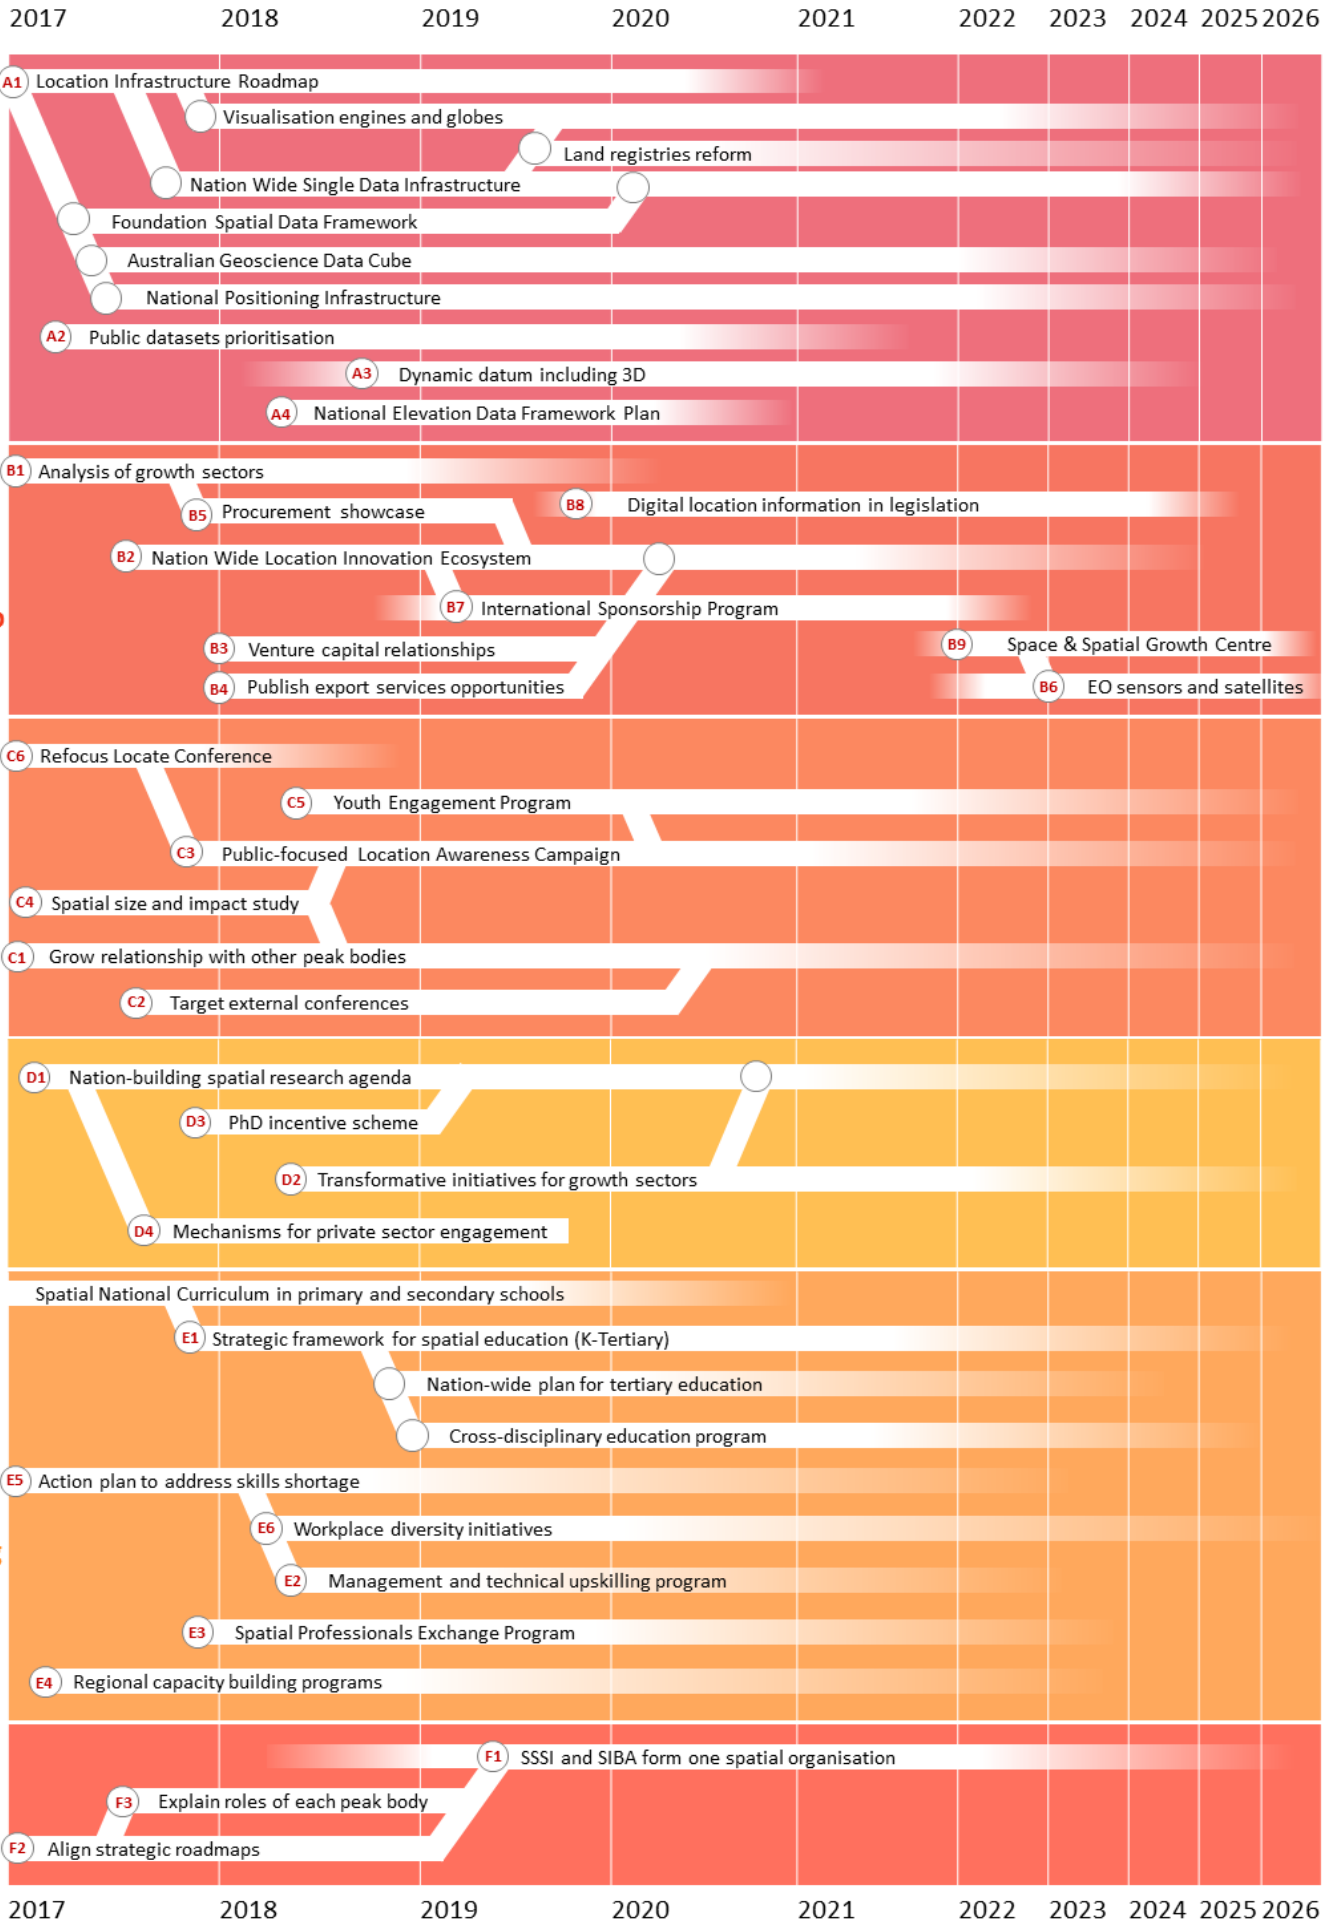 2017 2018 2019 2020 2021 2022 2023 2024 2025 2026
A1 Location Infrastructure Roadmap
Visualisation engines and globes
Land registries reform
Nation Wide Single Data Infrastructure
Foundation Spatial Data Framework
Australian Geoscience Data Cube
National Positioning Infrastructure
A2 Public datasets prioritisation
A3 Dynamic datum including 3D
A4 National Elevation Data Framework Plan
B1 Analysis of growth sectors
B8 Digital location information in legislation
B5 Procurement showcase
B2 Nation Wide Location Innovation Ecosystem
B7 International Sponsorship Program
B9 Space & Spatial Growth Centre
B3 Venture capital relationships
B4 Publish export services opportunities
B6 EO sensors and satellites
C6 Refocus Locate Conference
C5 Youth Engagement Program
C3 Public-focused Location Awareness Campaign
C4 Spatial size and impact study
C1 Grow relationship with other peak bodies
C2 Target external conferences
D1 Nation-building spatial research agenda
D3 PhD incentive scheme
D2 Transformative initiatives for growth sectors
D4 Mechanisms for private sector engagement
Spatial National Curriculum in primary and secondary schools
E1 Strategic framework for spatial education (K-Tertiary)
Nation-wide plan for tertiary education
Cross-disciplinary education program
E5 Action plan to address skills shortage
E6 Workplace diversity initiatives
E2 Management and technical upskilling program
E3 Spatial Professionals Exchange Program
E4 Regional capacity building programs
F1 SSSI and SIBA form one spatial organisation
F3 Explain roles of each peak body
F2 Align strategic roadmaps
2017 2018 2019 2020 2021 2022 2023 2024 2025 2026